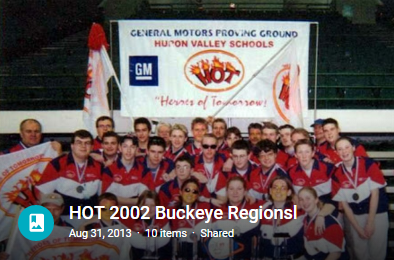 GENERAL MOTORS PROVING GROUND
HURON VALLEY SCHOOLS
GM
HOT
"Heroes of Tomorrow"
HOT 2002 Buckeye Regionsl
Aug 31, 2013 · 10 items · Shared